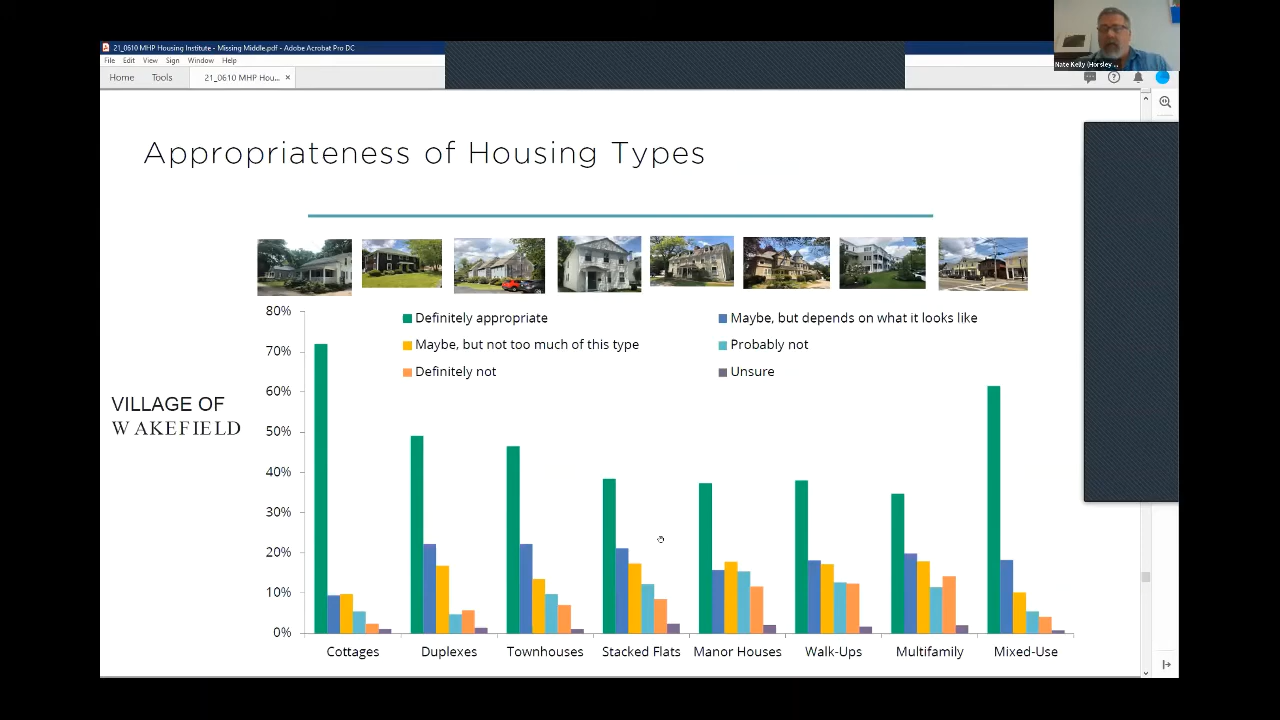 21_0610 MHP Housing Institute - Missing Middle.pdf - Adobe Acrobat Pro DC
File Edit View Sign Window Help
Home Tools 21_0610 MHP Hou... ×
Nate Kelly (Horsley ...
Appropriateness of Housing Types
Definitely appropriate
Maybe, but depends on what it looks like
Maybe, but not too much of this type
Probably not
Definitely not
Unsure
VILLAGE OF
WAKEFIELD
80%
70%
60%
50%
40%
30%
20%
10%
0%
Cottages Duplexes Townhouses Stacked Flats Manor Houses Walk-Ups Multifamily Mixed-Use